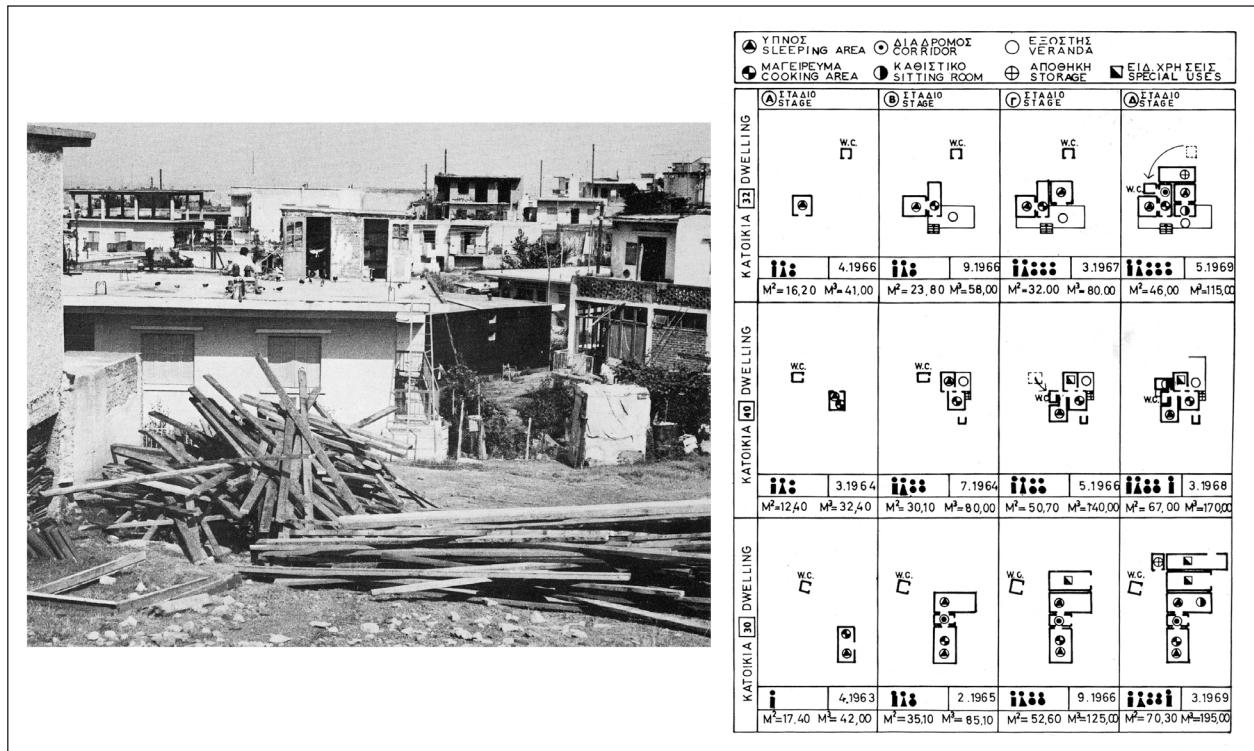 ΥΠΝΟΣ
SLEEPING AREA
ΔΙΑΔΡΟΜΟΣ
CORRIDOR
ΕΞΩΣΤΗΣ
VERANDA
ΜΑΓΕΙΡΕΥΜΑ
COOKING AREA
ΚΑΘΙΣΤΙΚΟ
SITTING ROOM
ΑΠΟΘΗΚΗ
STORAGE
ΕΙΔ. ΧΡΗΣΕΙΣ
SPECIAL USES
Α ΣΤΑΔΙΟ
STAGE
Β ΣΤΑΔΙΟ
STAGE
Γ ΣΤΑΔΙΟ
STAGE
Δ ΣΤΑΔΙΟ
STAGE
ΚΑΤΟΙΚΙΑ 32 DWELLING
W.C.
W.C.
W.C.
W.C.
4.1966
9.1966
3.1967
5.1969
M²=16,20 M³=41,00
M²=23,80 M³=58,00
M²=32.00 M³=80.00
M²=46,00 M³=115,00
ΚΑΤΟΙΚΙΑ 40 DWELLING
W.C.
W.C.
W.C.
W.C.
3.1964
7.1964
5.1966
3.1968
M²=12,40 M³=32,40
M²=30,10 M³=80,00
M²=50,70 M³=140,00
M²=67,00 M³=170,00
ΚΑΤΟΙΚΙΑ 30 DWELLING
W.C.
W.C.
W.C.
W.C.
4.1963
2.1965
9.1966
3.1969
M²=17.40 M³=42,00
M²=35,10 M³=85,10
M²=52,60 M³=125,00
M²=70,30 M³=195,00